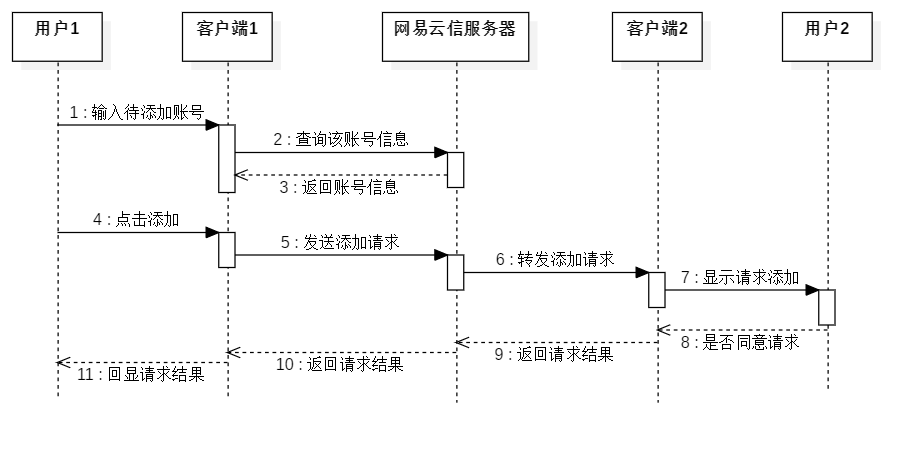 用户1
客户端1
网易云信服务器
客户端2
用户2
1 : 输入待添加账号
2 : 查询该账号信息
3 : 返回账号信息
4 : 点击添加
5 : 发送添加请求
6 : 转发添加请求
7 : 显示请求添加
8 : 是否同意请求
9 : 返回请求结果
10 : 返回请求结果
11 : 回显请求结果